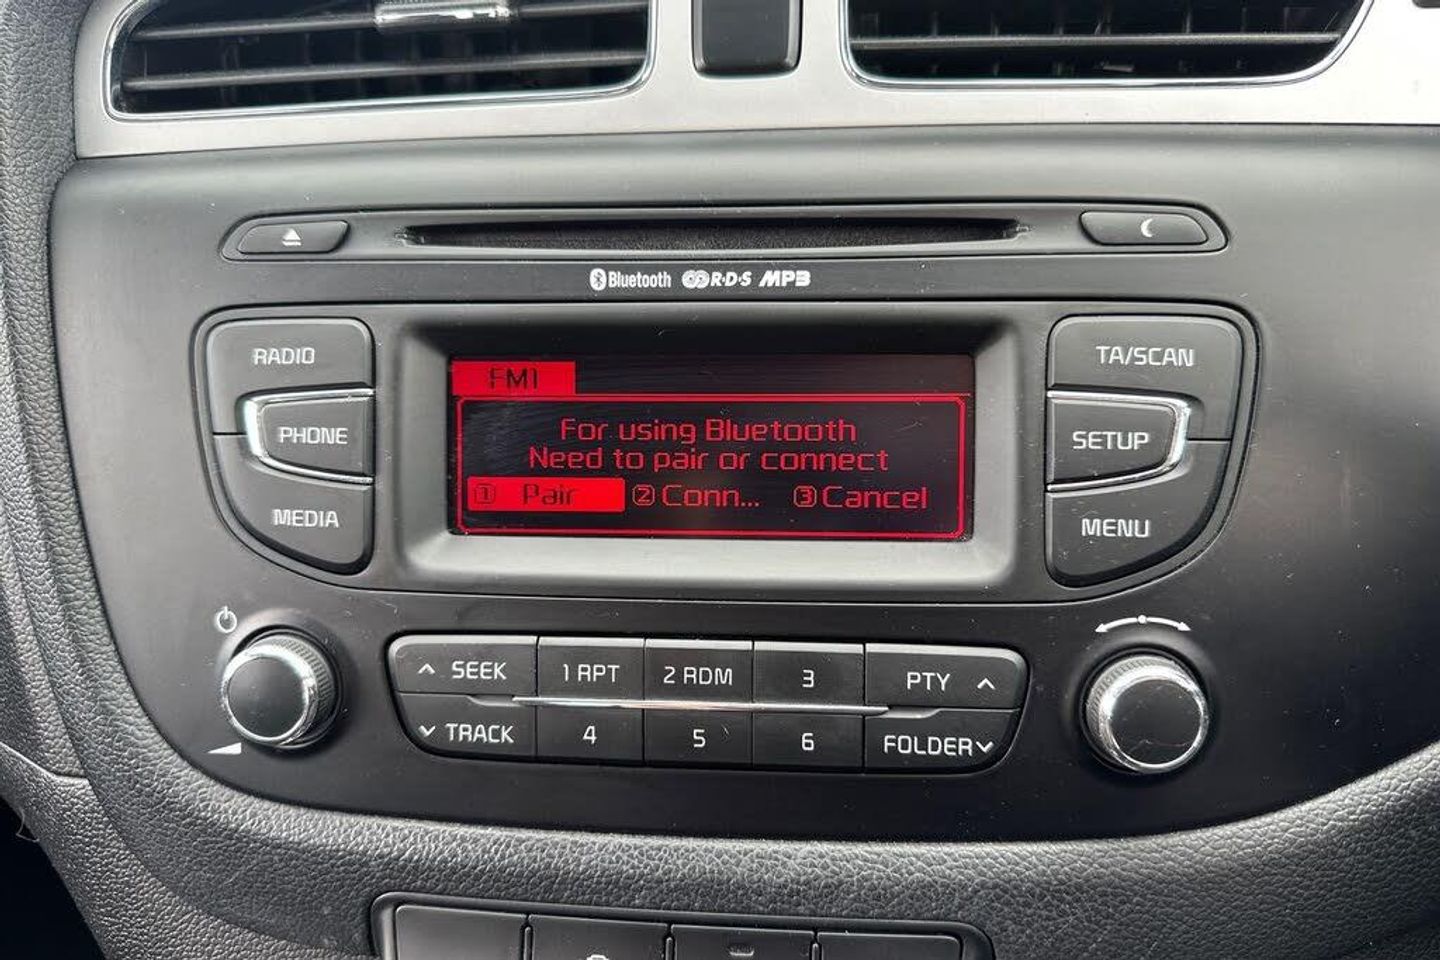 Bluetooth R·D·S MP3
RADIO
PHONE
MEDIA
FM1
For using Bluetooth
Need to pair or connect
1 Pair 2 Conn... 3 Cancel
TA/SCAN
SETUP
MENU
SEEK 1 RPT 2 RDM 3 PTY
TRACK 4 5 6 FOLDER